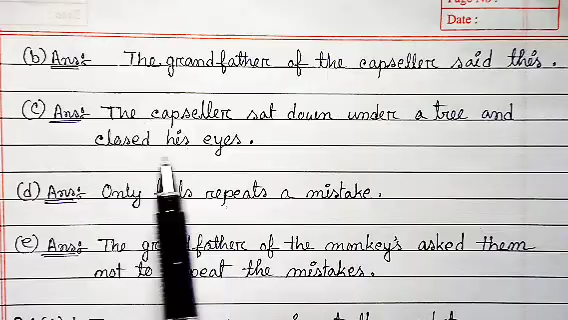 Date :
(b) Ans: The grandfather of the capseller said this.
(c) Ans: The capseller sat down under a tree and
closed his eyes.
(d) Ans: Only repeats a mistake.
(e) Ans: The grandfather of the monkey's asked them
not to the mistakes.